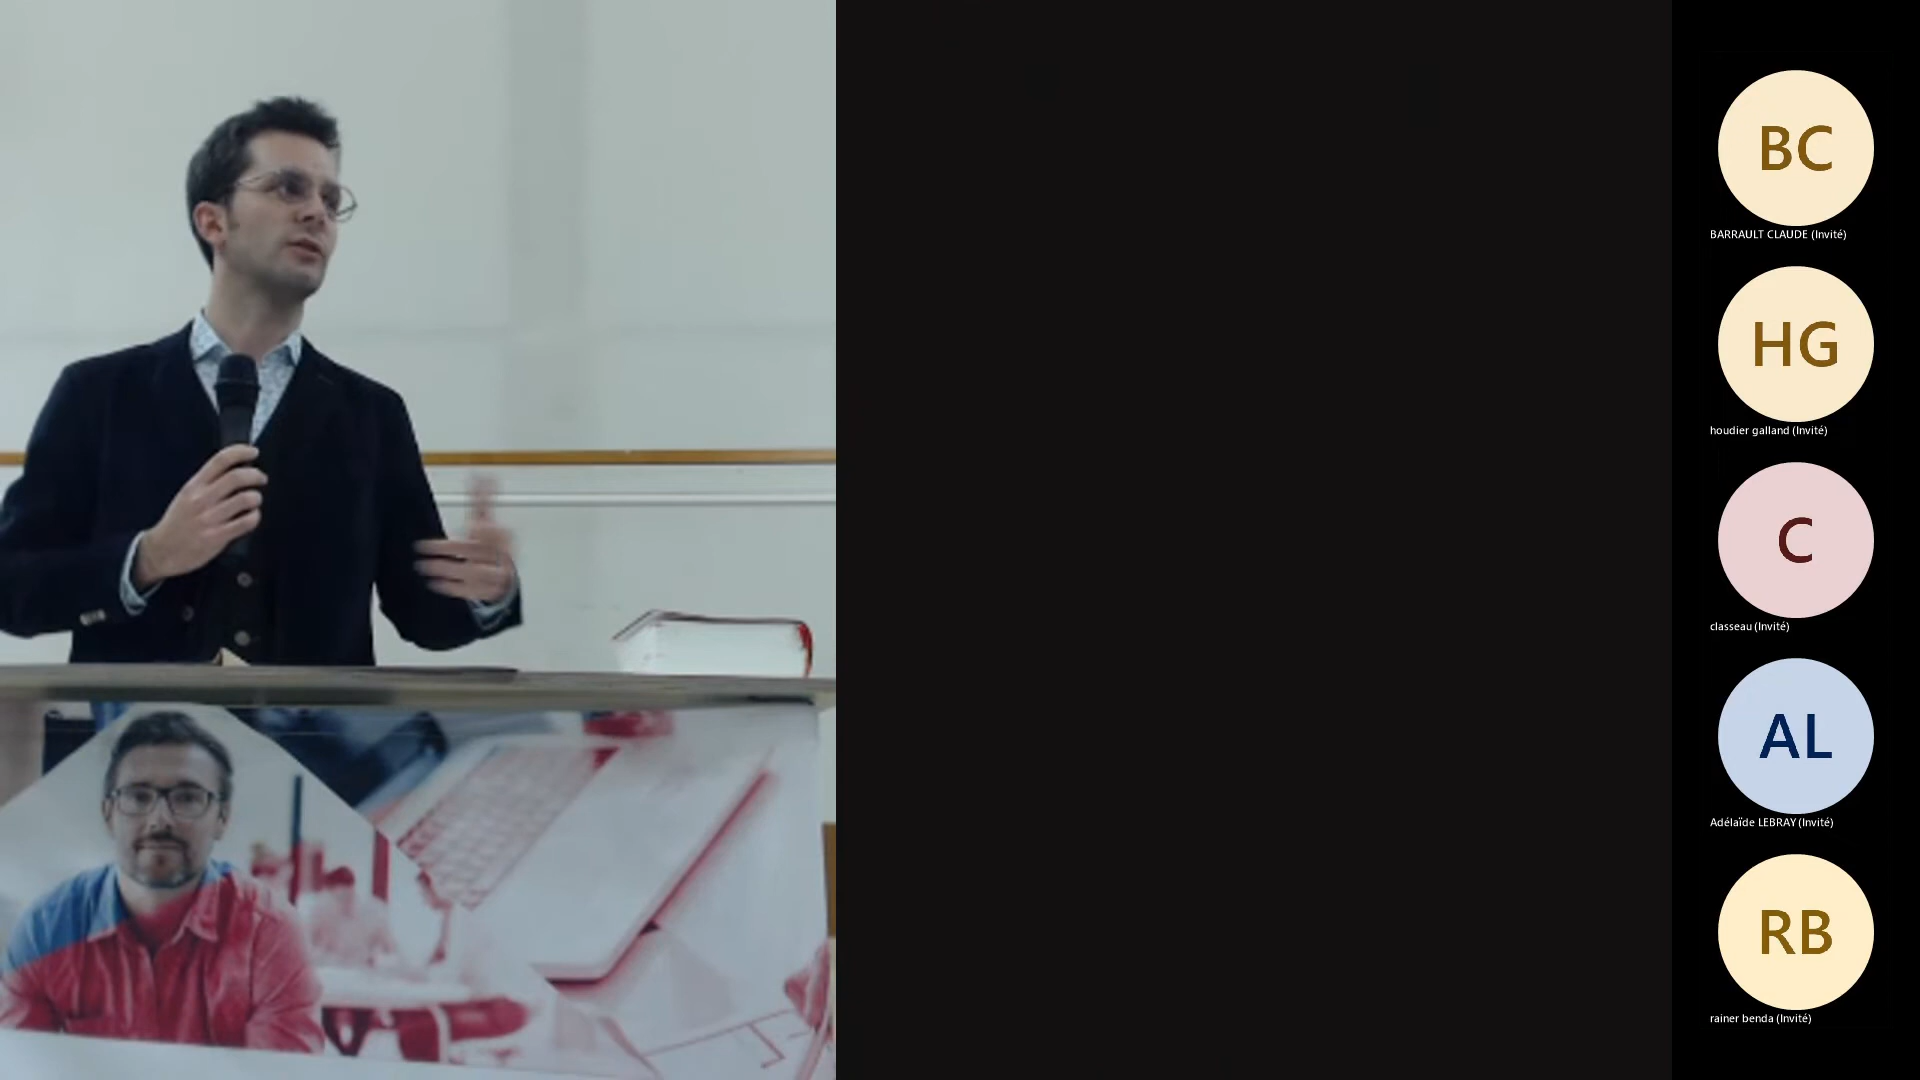 BC
BARRAULT CLAUDE (Invité)
HG
houdier galland (Invité)
C
classeau (Invité)
AL
Adélaïde LEBRAY (Invité)
RB
rainer benda (Invité)